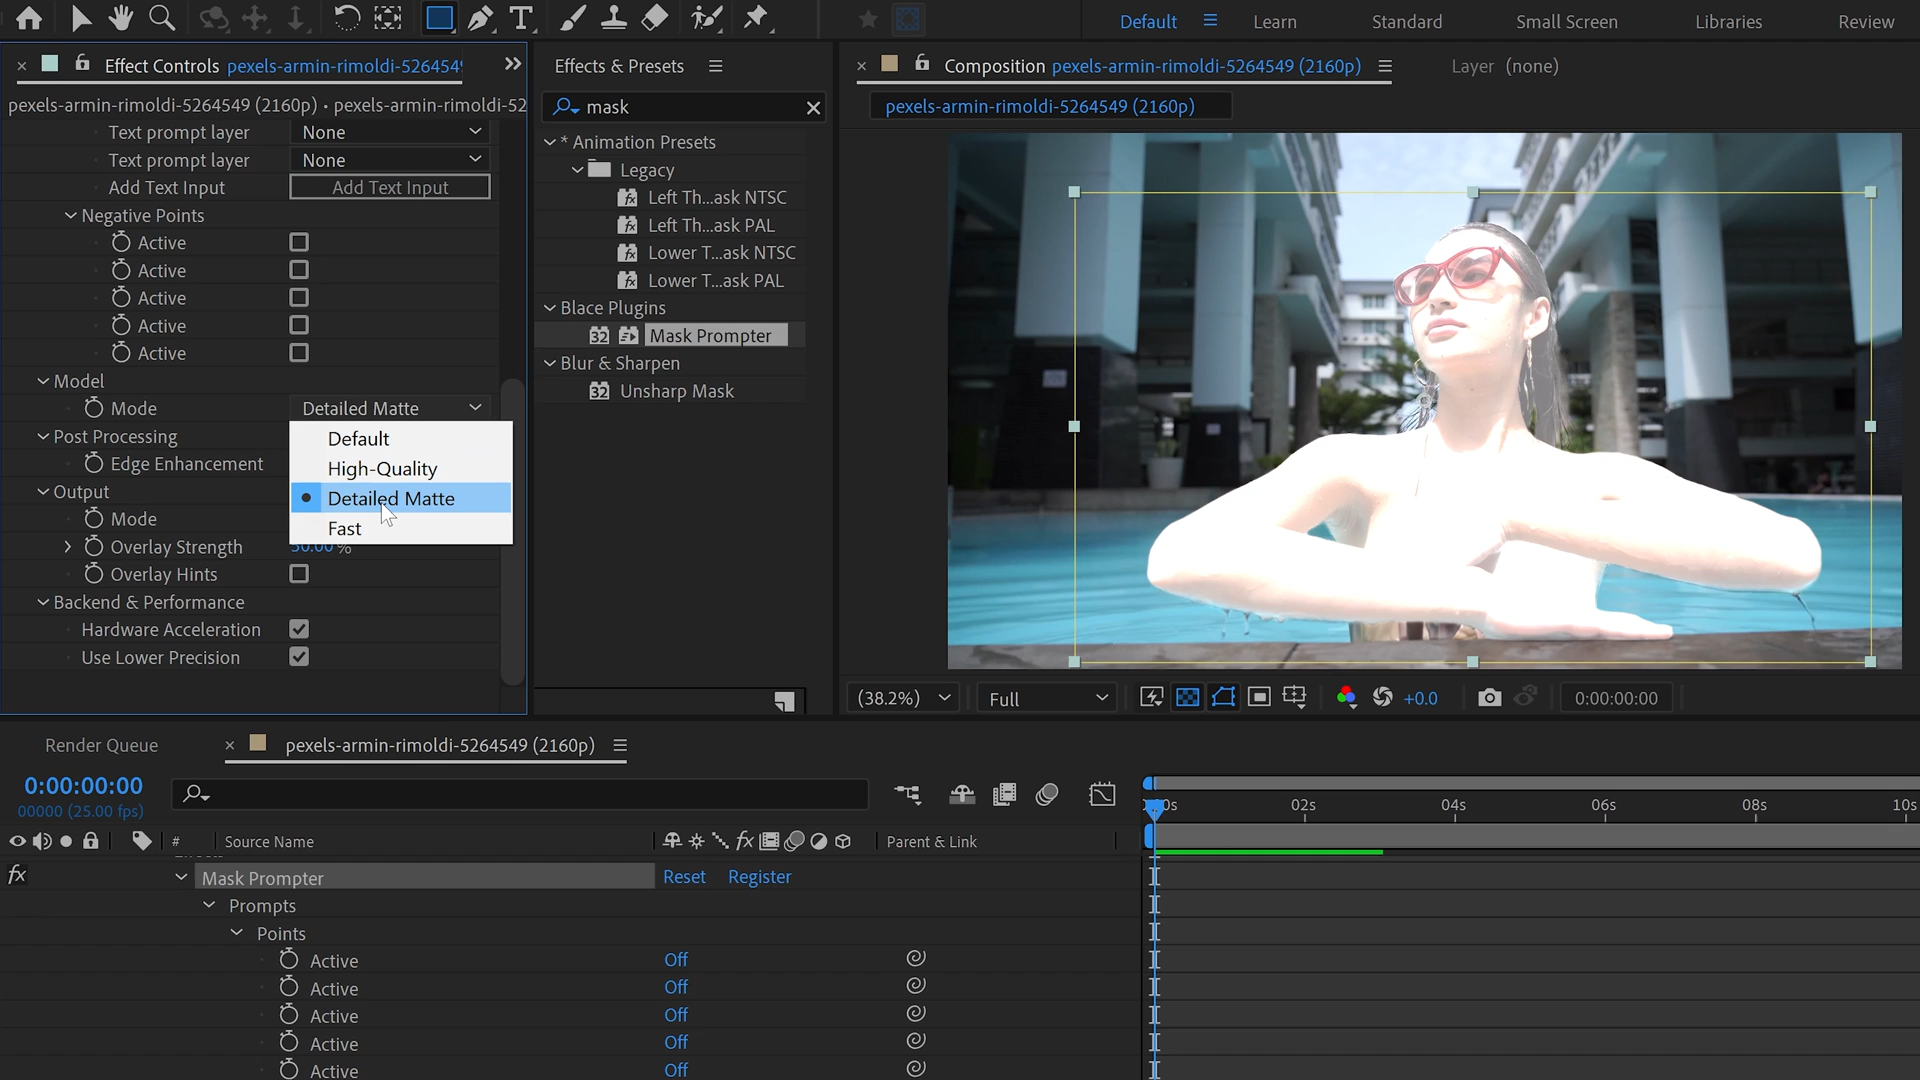 Default
Learn
Standard
Small Screen
Libraries
Review
Effect Controls pexels-armin-rimoldi-5264549
pexels-armin-rimoldi-5264549 (2160p) • pexels-armin-rimoldi-52
Text prompt layer None
Text prompt layer None
Add Text Input Add Text Input
Negative Points
Active
Active
Active
Active
Active
Model
Mode Detailed Matte
Default
High-Quality
Detailed Matte
Fast
Post Processing
Edge Enhancement
Output
Mode
Overlay Strength 50.00 %
Overlay Hints
Backend & Performance
Hardware Acceleration
Use Lower Precision
Effects & Presets
mask
* Animation Presets
Legacy
Left Th...ask NTSC
Left Th...ask PAL
Lower T...ask NTSC
Lower T...ask PAL
Blace Plugins
32 Mask Prompter
Blur & Sharpen
32 Unsharp Mask
Composition pexels-armin-rimoldi-5264549 (2160p)
Layer (none)
pexels-armin-rimoldi-5264549 (2160p)
(38.2%)
Full
+0.0
0:00:00:00
Render Queue
pexels-armin-rimoldi-5264549 (2160p)
0:00:00:00
00000 (25.00 fps)
# Source Name
fx
Parent & Link
02s 04s 06s 08s 10s
fx Mask Prompter Reset Register
Prompts
Points
Active Off
Active Off
Active Off
Active Off
Active Off